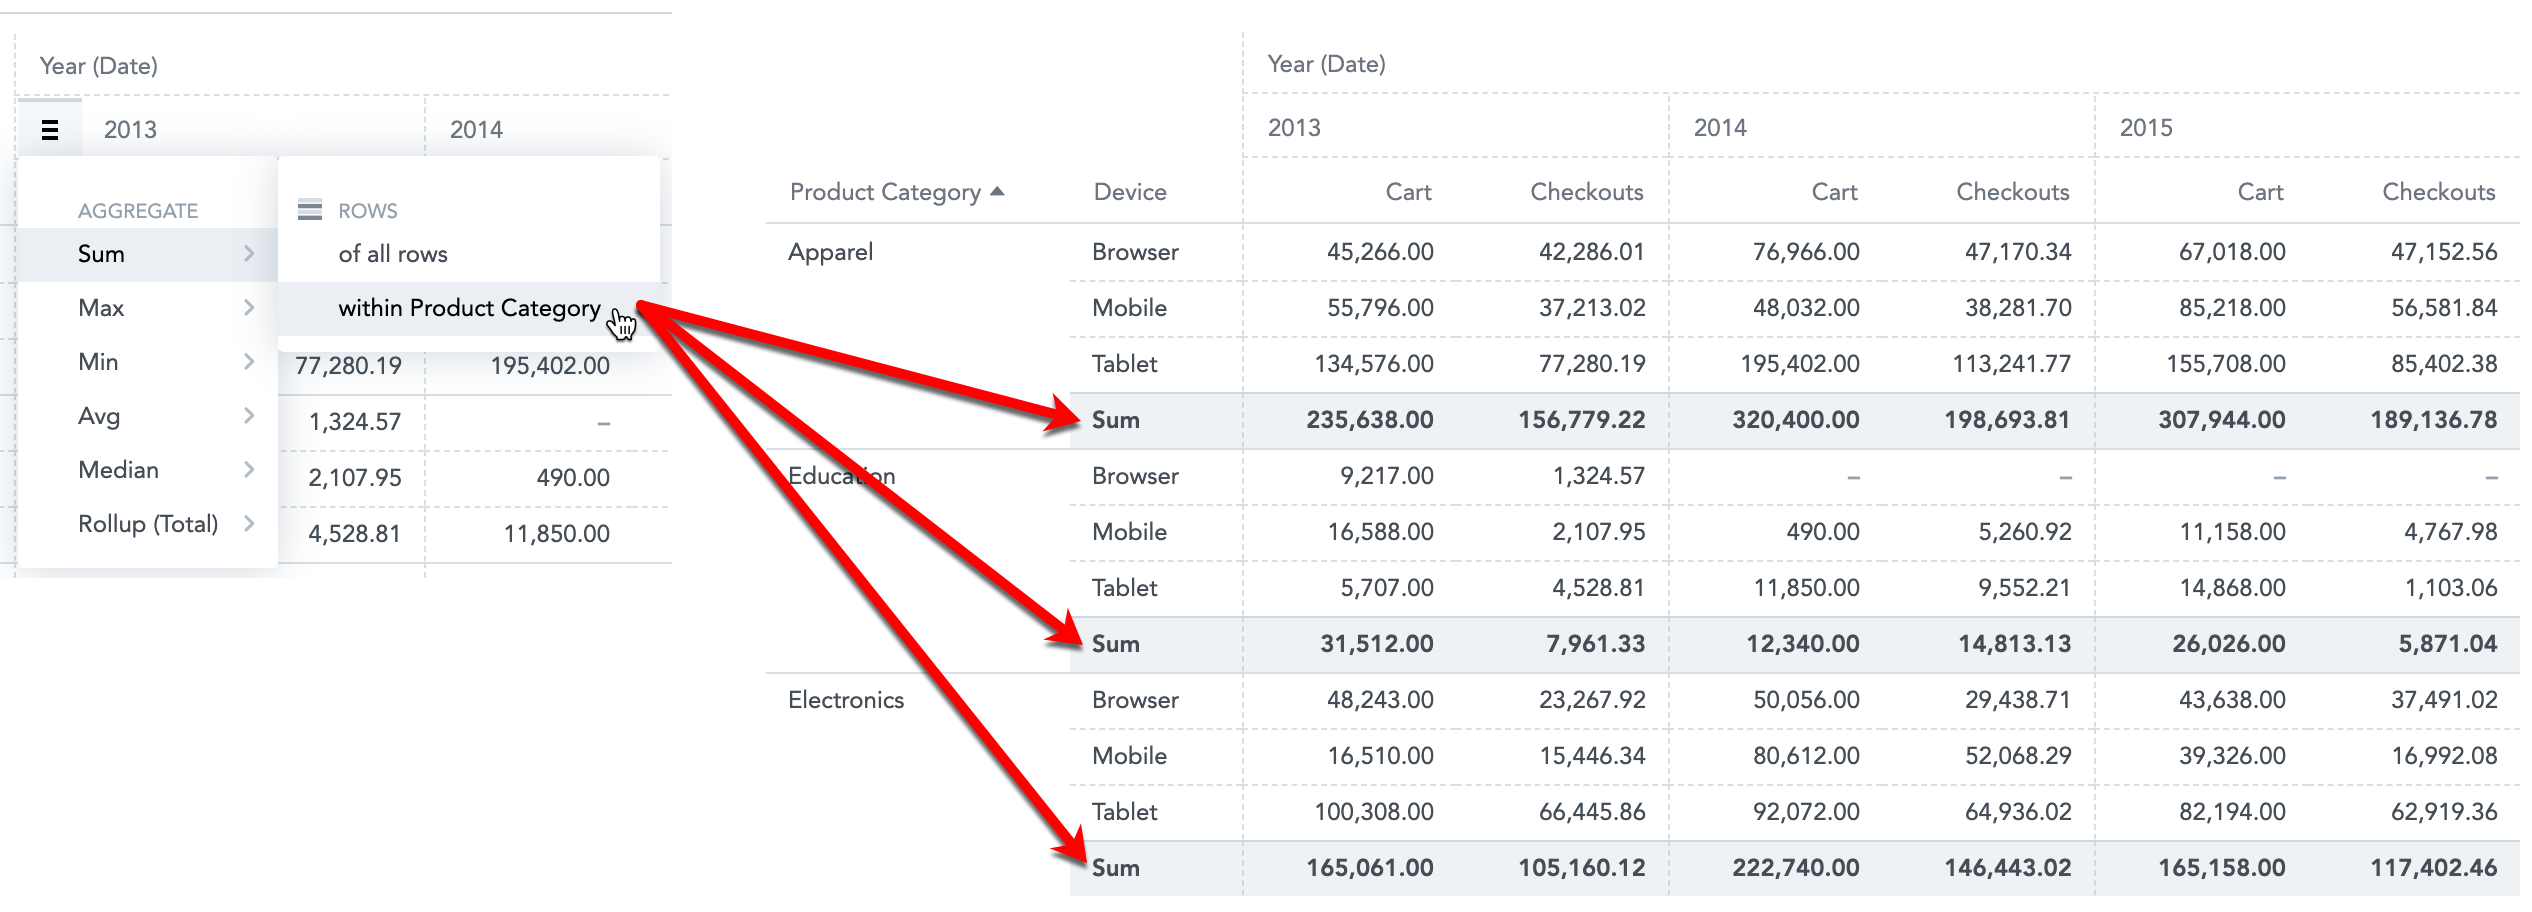 Year (Date)
2013 2014
AGGREGATE
Sum
Max
Min
Avg
Median
Rollup (Total)
ROWS
of all rows
within Product Category
77,280.19 195,402.00
1,324.57 –
2,107.95 490.00
4,528.81 11,850.00
Year (Date)
2013 2014 2015
Product Category Device Cart Checkouts Cart Checkouts Cart Checkouts
Apparel Browser 45,266.00 42,286.01 76,966.00 47,170.34 67,018.00 47,152.56
Mobile 55,796.00 37,213.02 48,032.00 38,281.70 85,218.00 56,581.84
Tablet 134,576.00 77,280.19 195,402.00 113,241.77 155,708.00 85,402.38
Sum 235,638.00 156,779.22 320,400.00 198,693.81 307,944.00 189,136.78
Education Browser 9,217.00 1,324.57 – – – –
Mobile 16,588.00 2,107.95 490.00 5,260.92 11,158.00 4,767.98
Tablet 5,707.00 4,528.81 11,850.00 9,552.21 14,868.00 1,103.06
Sum 31,512.00 7,961.33 12,340.00 14,813.13 26,026.00 5,871.04
Electronics Browser 48,243.00 23,267.92 50,056.00 29,438.71 43,638.00 37,491.02
Mobile 16,510.00 15,446.34 80,612.00 52,068.29 39,326.00 16,992.08
Tablet 100,308.00 66,445.86 92,072.00 64,936.02 82,194.00 62,919.36
Sum 165,061.00 105,160.12 222,740.00 146,443.02 165,158.00 117,402.46